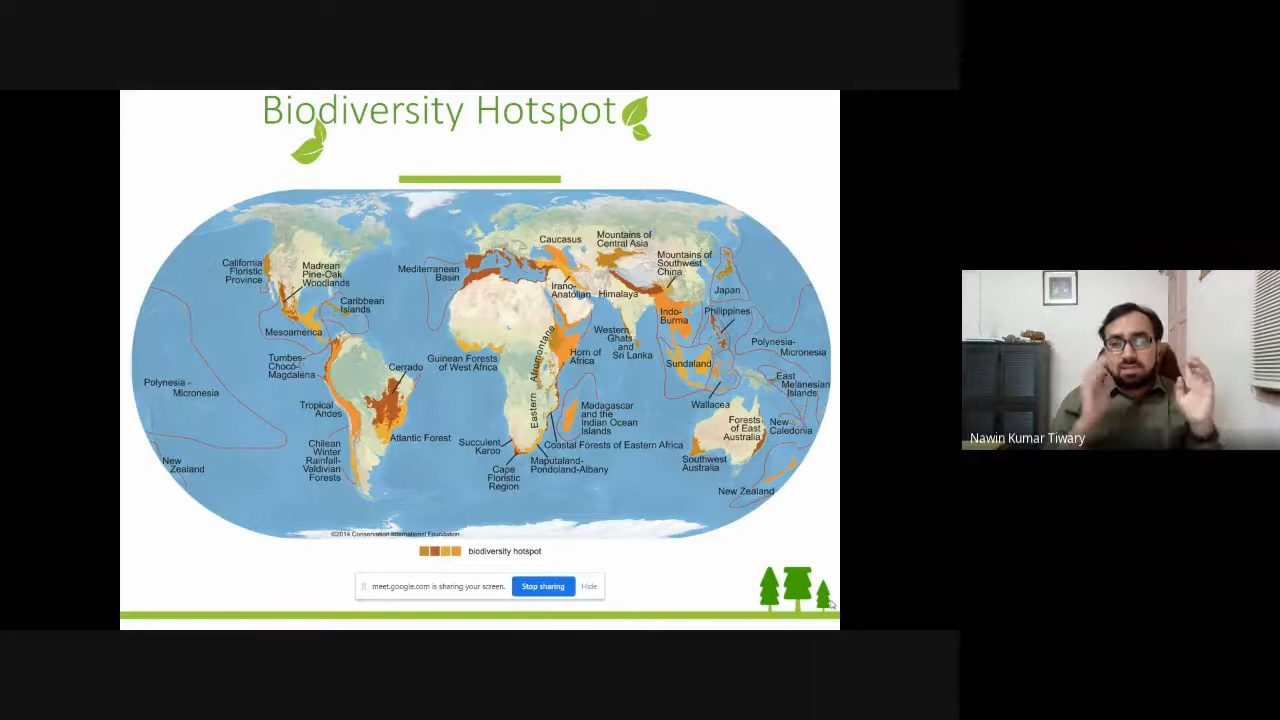 Biodiversity Hotspot
Mountains of
Central Asia
Caucasus
Mountains of
Southwest
China
California
Floristic
Province
Madrean
Pine-Oak
Woodlands
Mediterranean
Basin
Irano-
Anatolian
Himalaya
Japan
Caribbean
Islands
Indo-
Burma
Philippines
Mesoamerica
Western
Ghats
and
Sri Lanka
Polynesia-
Micronesia
Tumbes-
Chocó-
Magdalena
Cerrado
Guinean Forests
of West Africa
Eastern Afromontane
Horn of
Africa
Sundaland
Polynesia -
Micronesia
East
Melanesian
Islands
Tropical
Andes
Madagascar
and the
Indian Ocean
Islands
Wallacea
Forests
of East
Australia
New
Caledonia
Atlantic Forest
Succulent
Karoo
Coastal Forests of Eastern Africa
Chilean
Winter
Rainfall-
Valdivian
Forests
Cape
Floristic
Region
Maputaland-
Pondoland-Albany
Southwest
Australia
New
Zealand
New Zealand
©2014 Conservation International Foundation
biodiversity hotspot
meet.google.com is sharing your screen.
Stop sharing
Hide
Nawin Kumar Tiwary